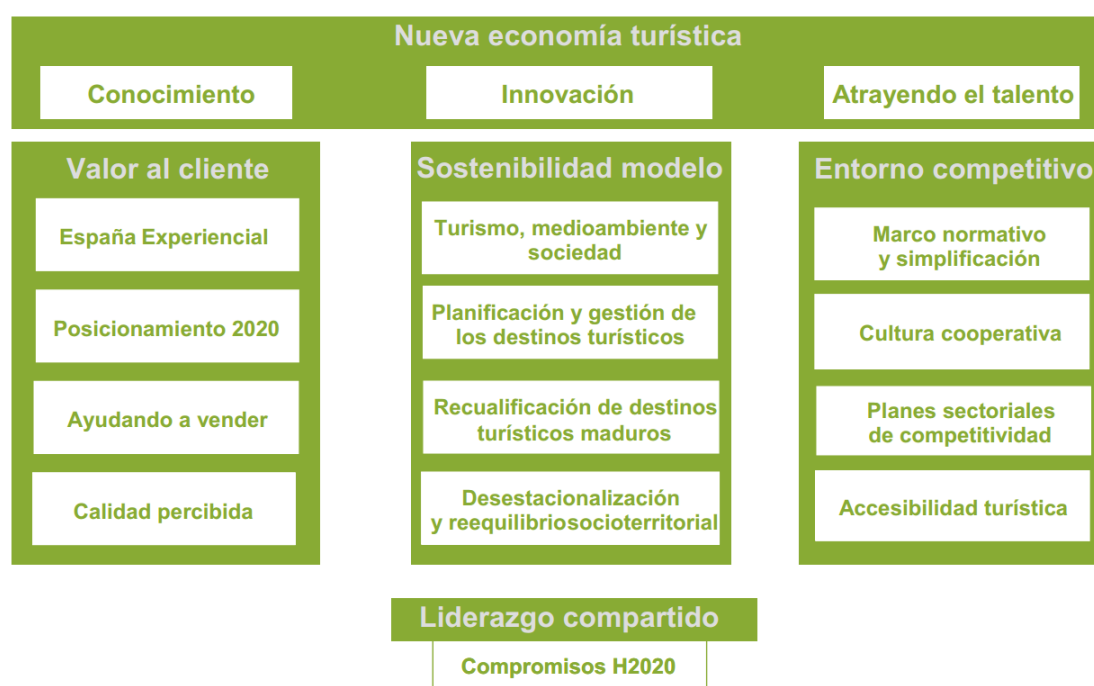 Nueva economía turística
Conocimiento
Innovación
Atrayendo el talento
Valor al cliente
España Experiencial
Posicionamiento 2020
Ayudando a vender
Calidad percibida
Sostenibilidad modelo
Turismo, medioambiente y
sociedad
Planificación y gestión de
los destinos turísticos
Recualificación de destinos
turísticos maduros
Desestacionalización
y reequilibriosocioterritorial
Entorno competitivo
Marco normativo
y simplificación
Cultura cooperativa
Planes sectoriales
de competitividad
Accesibilidad turística
Liderazgo compartido
Compromisos H2020